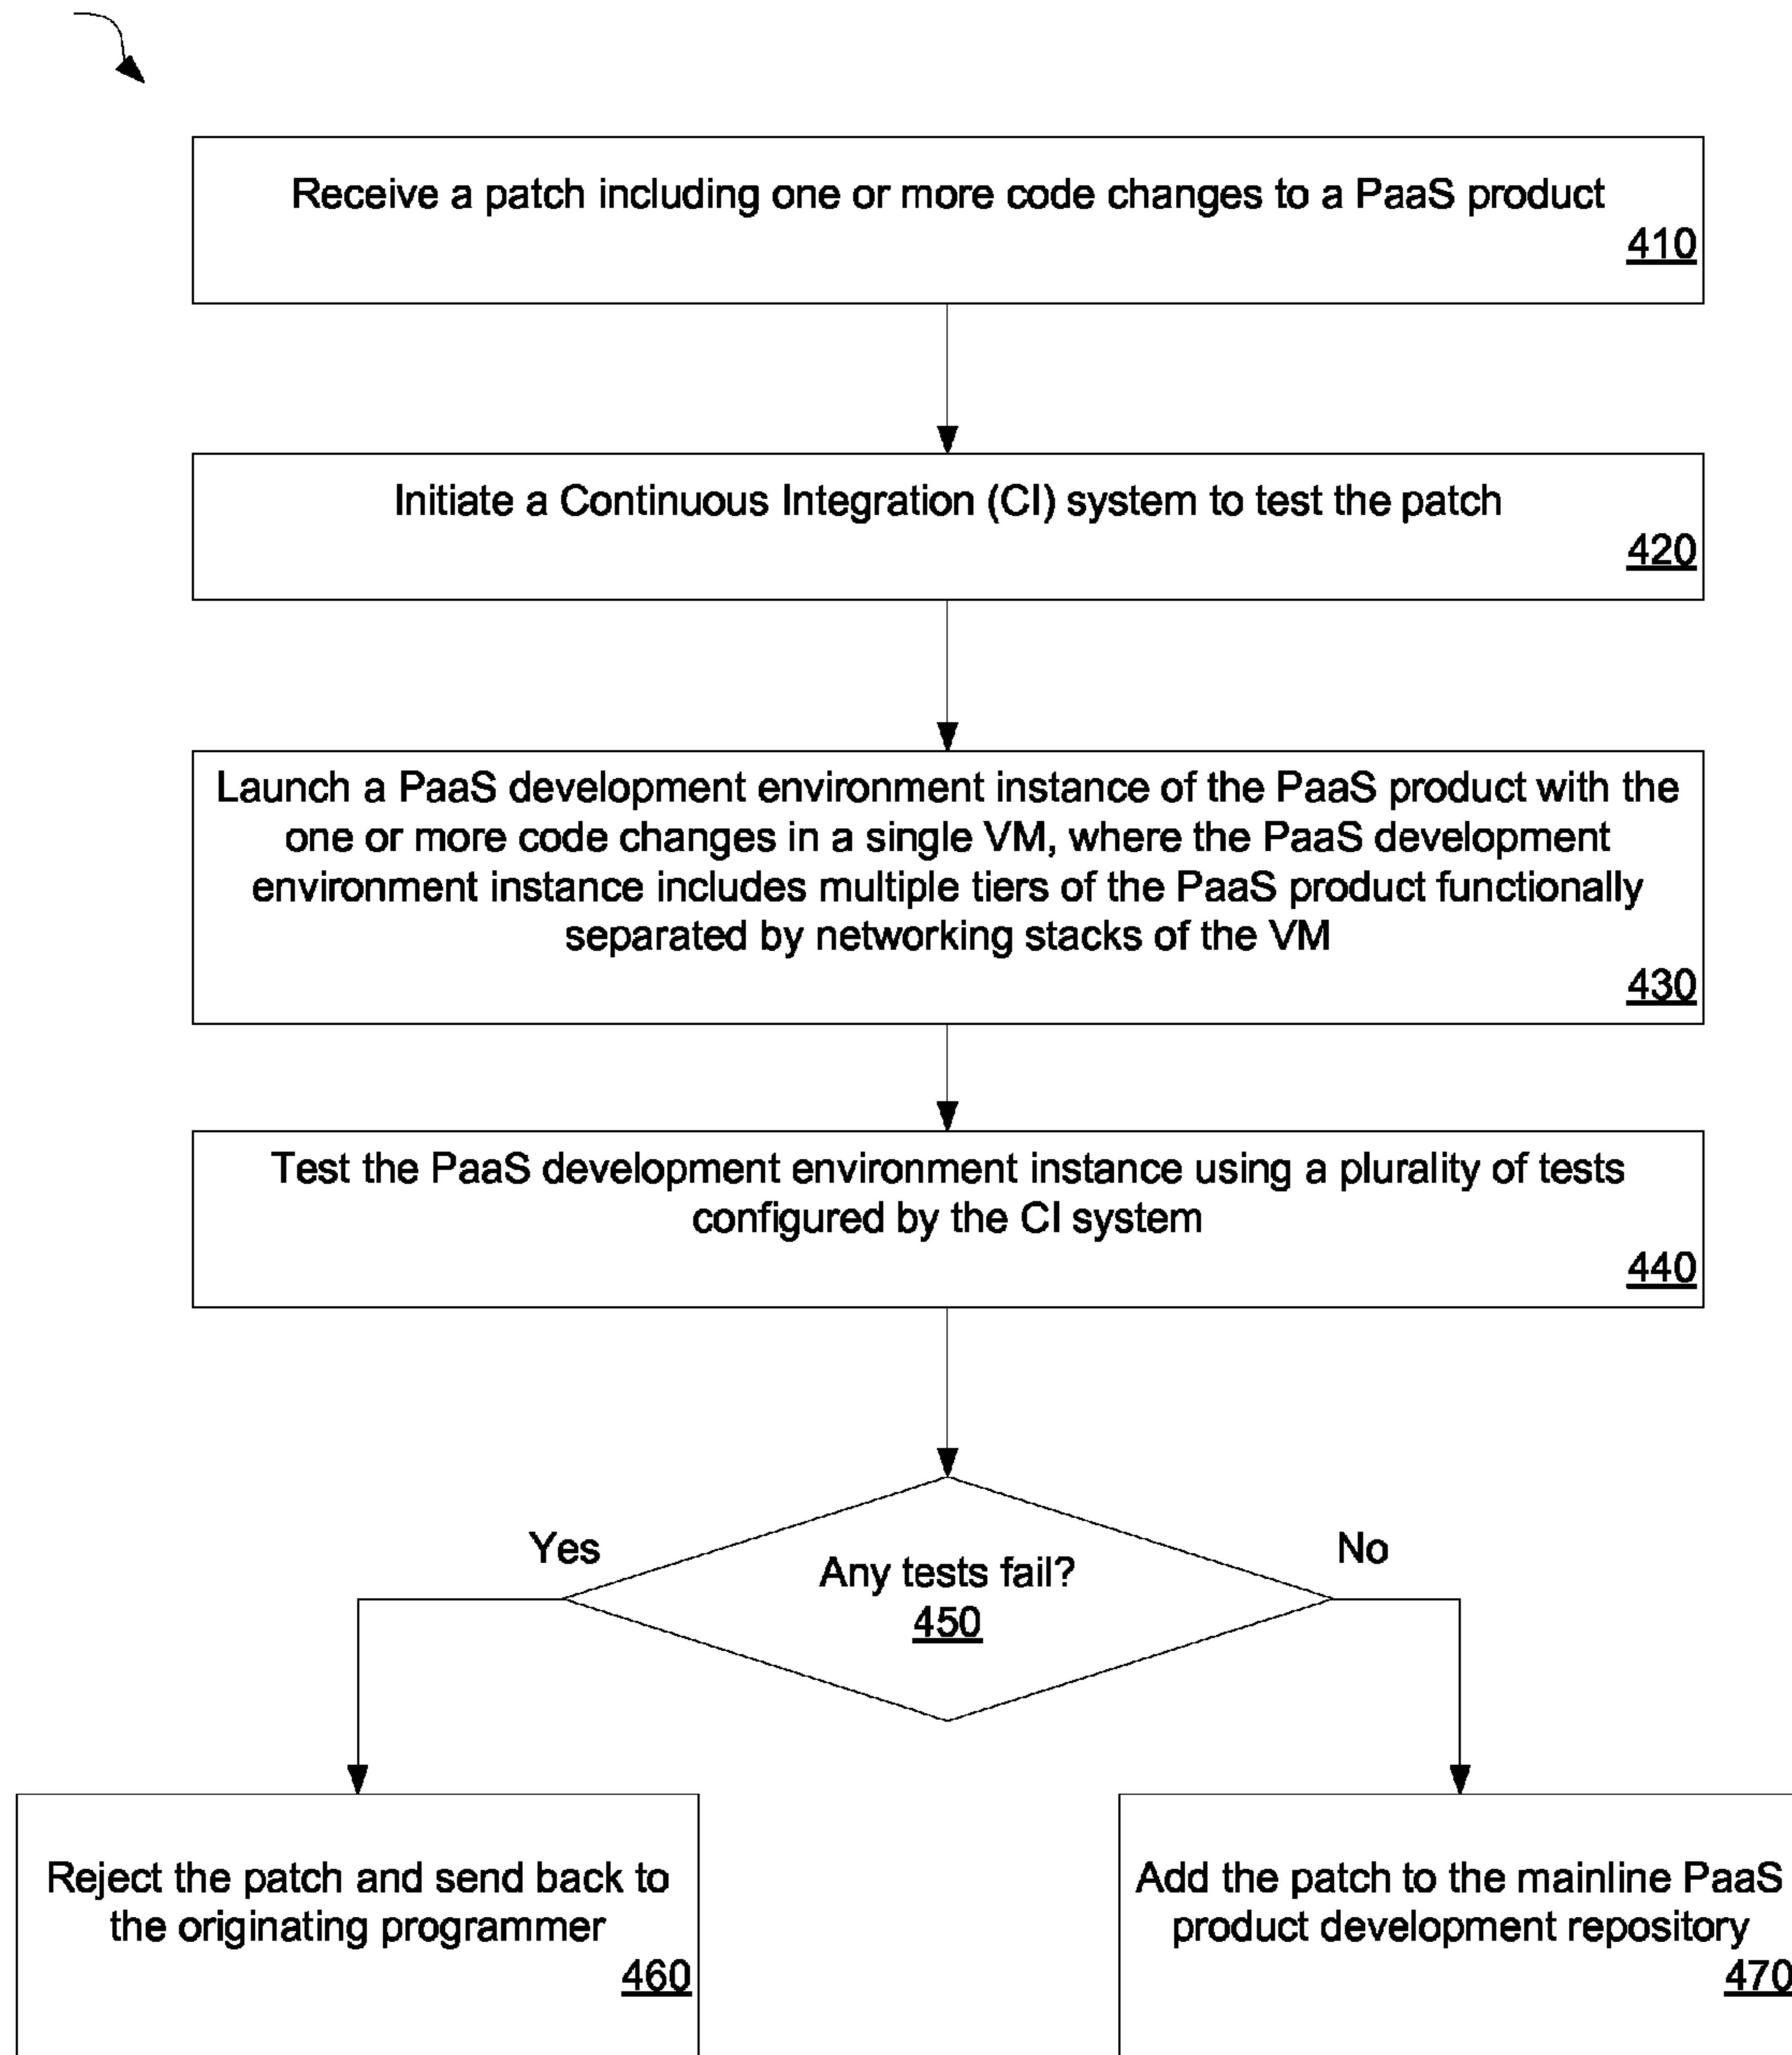 Receive a patch including one or more code changes to a PaaS product
410
Initiate a Continuous Integration (CI) system to test the patch
420
Launch a PaaS development environment instance of the PaaS product with the
one or more code changes in a single VM, where the PaaS development
environment instance includes multiple tiers of the PaaS product functionally
separated by networking stacks of the VM
430
Test the PaaS development environment instance using a plurality of tests
configured by the CI system
440
Yes
No
Any tests fail?
450
Reject the patch and send back to
the originating programmer
460
Add the patch to the mainline PaaS
product development repository
470